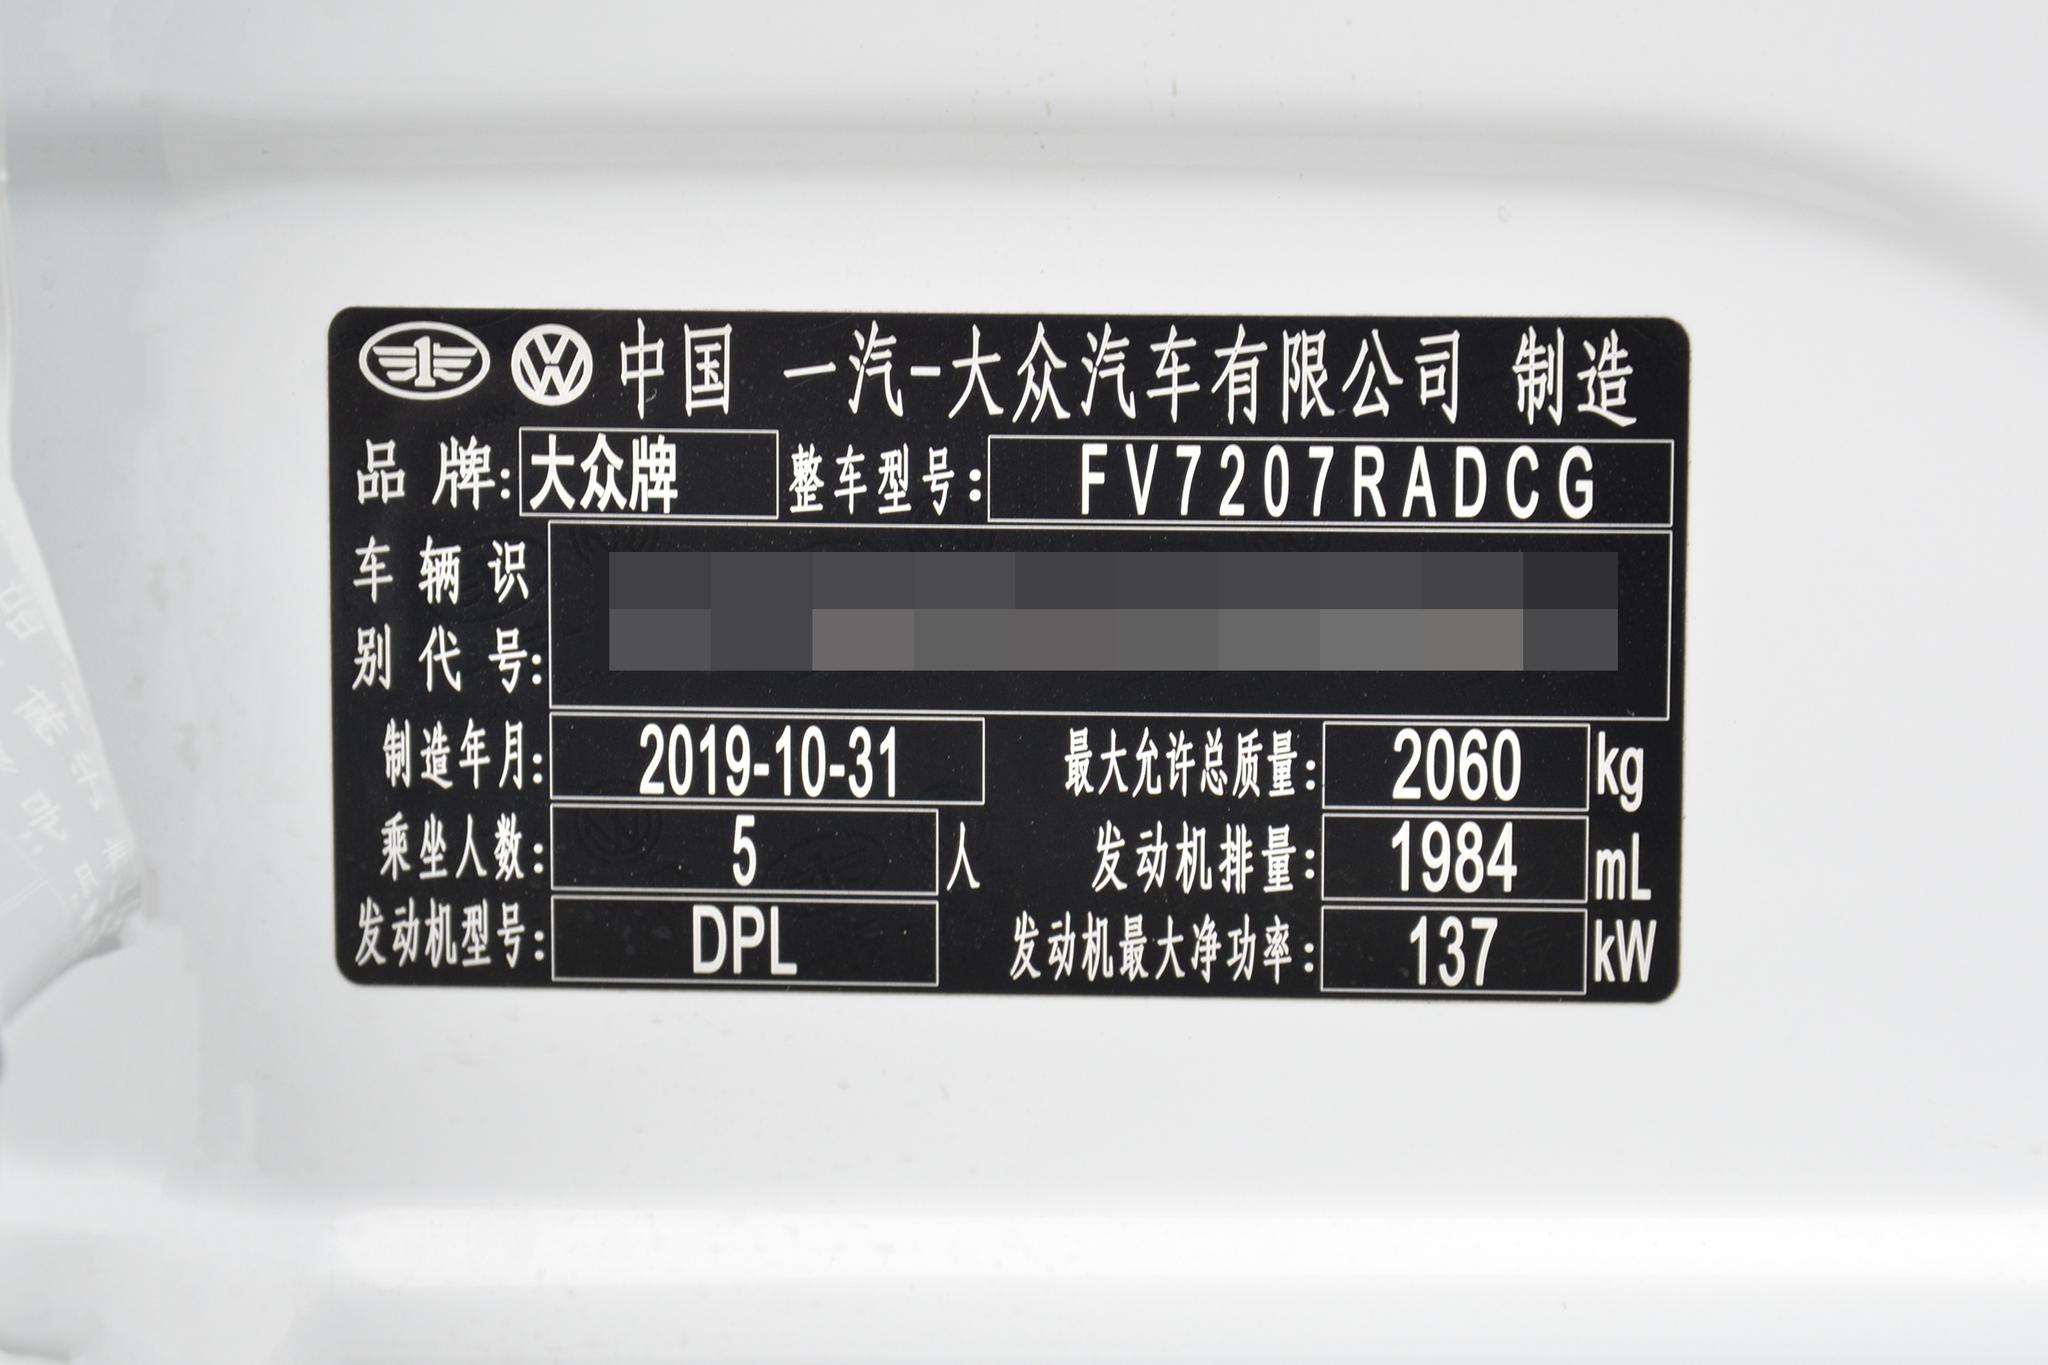 中国 一汽-大众汽车有限公司 制造
品 牌: 大众牌 整车型号: FV7207RADCG
车辆识
别代号:
制造年月: 2019-10-31 最大允许总质量: 2060 kg
乘坐人数: 5 人 发动机排量: 1984 mL
发动机型号: DPL 发动机最大净功率: 137 kW